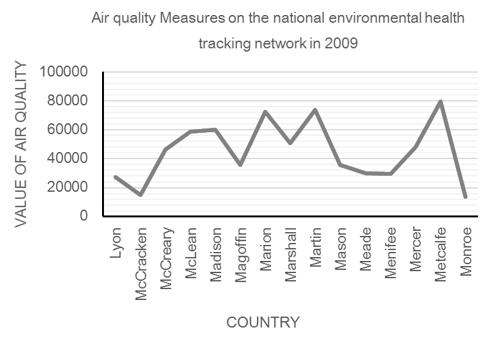 Air quality Measures on the national environmental health
tracking network in 2009
VALUE OF AIR QUALITY
100000
80000
60000
40000
20000
0
Lyon
McCracken
McCreary
McLean
Madison
Magoffin
Marion
Marshall
Martin
Mason
Meade
Menifee
Mercer
Metcalfe
Monroe
COUNTRY